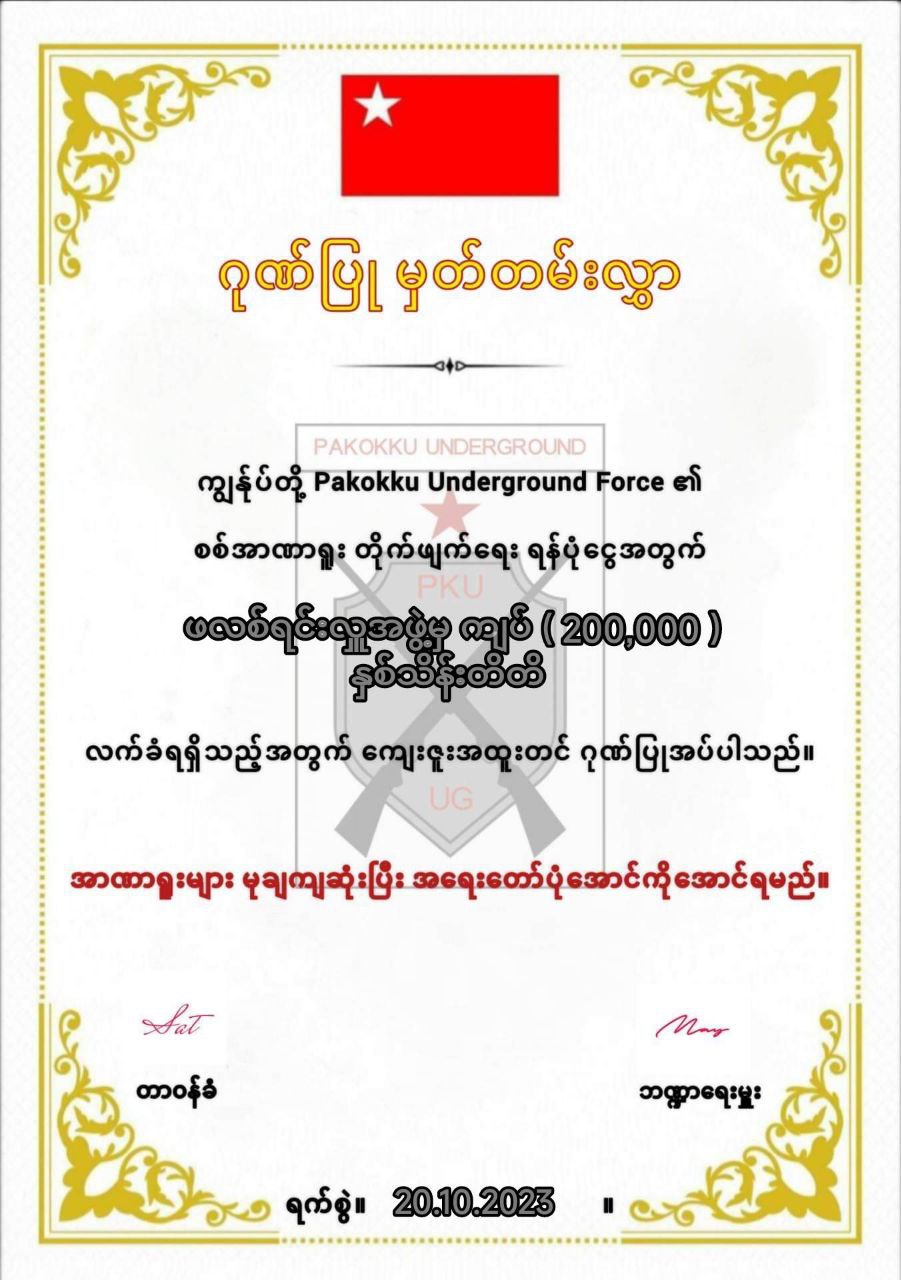 ဂုဏ်ပြု မှတ်တမ်းလွှာ
PAKOKKU UNDERGROUND
ကျွန်ုပ်တို့ Pakokku Underground Force ၏
စစ်အာဏာရှူး တိုက်ဖျက်ရေး ရန်ပုံငွေအတွက်
PKU
ဖလစ်ရင်းလှူအဖွဲ့မှ ကျပ် ( 200,000 )
နှစ်သိန်းတိတိ
လက်ခံရရှိသည့်အတွက် ကျေးဇူးအထူးတင် ဂုဏ်ပြုအပ်ပါသည်။
UG
အာဏာရှူးများ မုချကျဆုံးပြီး အရေးတော်ပုံအောင်ကိုအောင်ရမည်။
Sat
May
တာဝန်ခံ
ဘဏ္ဍာရေးမှူး
ရက်စွဲ။ 20.10.2023 ။